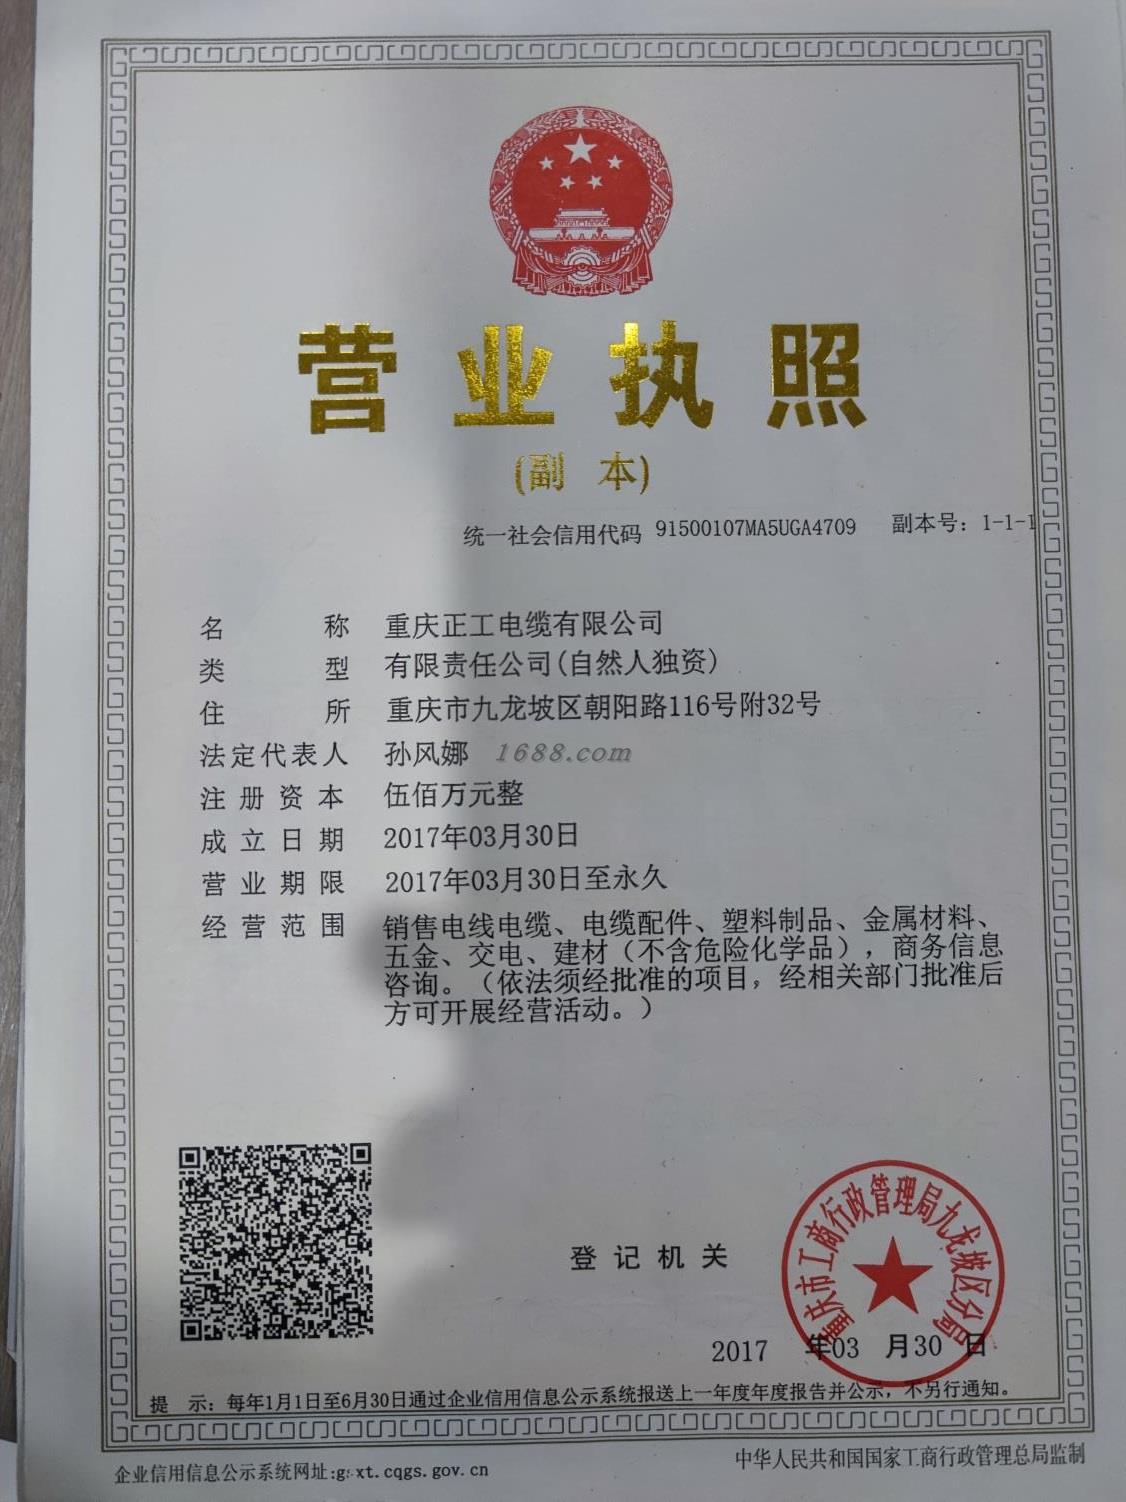 营业执照
(副 本)
统一社会信用代码 91500107MA5UGA4709 副本号：1-1-1
名 称 重庆正工电缆有限公司
类 型 有限责任公司(自然人独资)
住 所 重庆市九龙坡区朝阳路116号附32号
法定代表人 孙风娜 1688.com
注 册 资 本 伍佰万元整
成 立 日 期 2017年03月30日
营 业 期 限 2017年03月30日至永久
经 营 范 围 销售电线电缆、电缆配件、塑料制品、金属材料、
五金、交电、建材（不含危险化学品），商务信息
咨询。（依法须经批准的项目，经相关部门批准后
方可开展经营活动。）
登 记 机 关
重庆市工商行政管理局九龙坡区分局
2017 年03 月30 日
提 示：每年1月1日至6月30日通过企业信用信息公示系统报送上一年度年度报告并公示，不另行通知。
企业信用信息公示系统网址:gsxt.cqgs.gov.cn
中华人民共和国国家工商行政管理总局监制